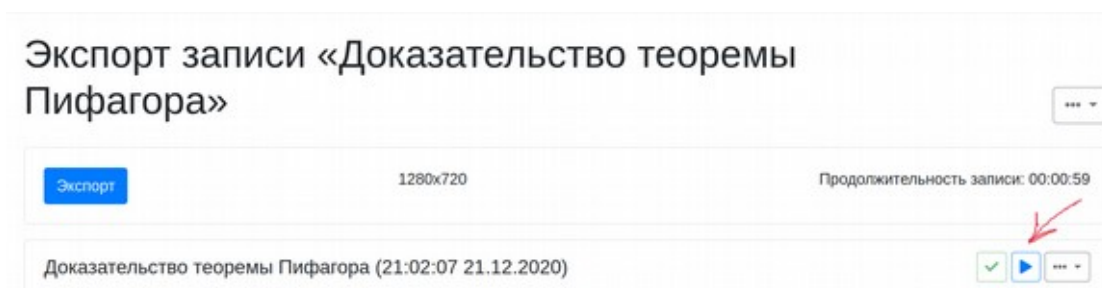 Экспорт записи «Доказательство теоремы
Пифагора»
Экспорт
1280x720
Продолжительность записи: 00:00:59
Доказательство теоремы Пифагора (21:02:07 21.12.2020)